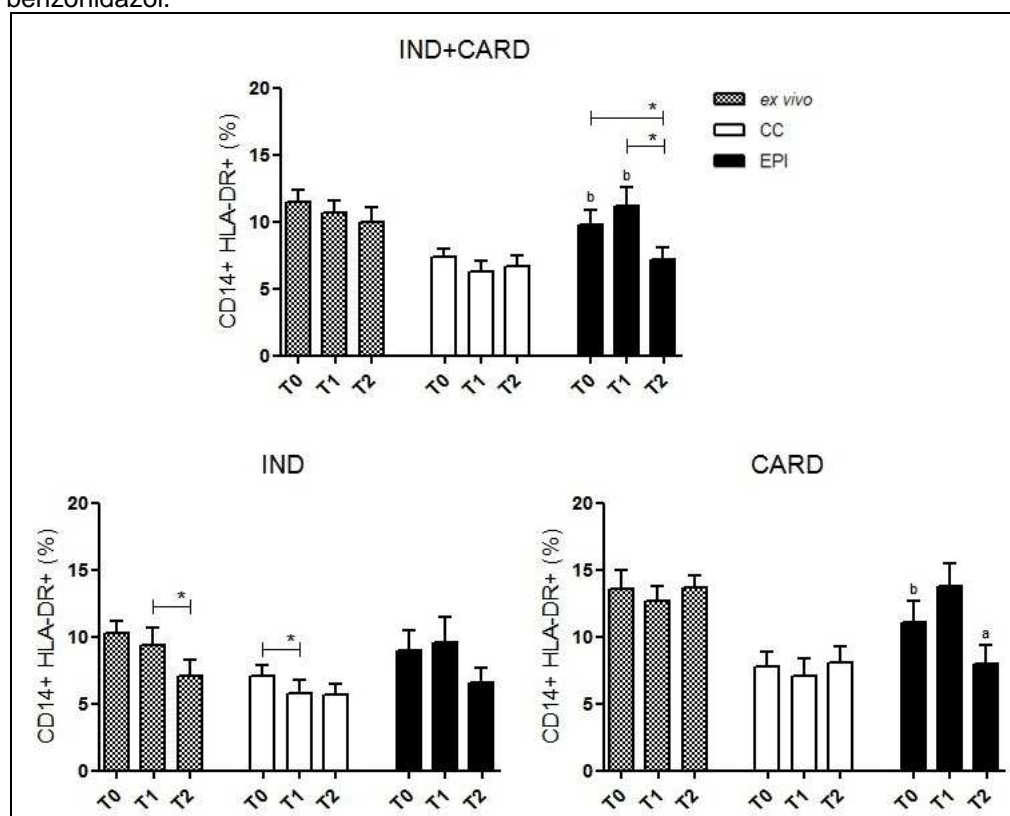 benzonidazol.
IND+CARD
CD14+ HLA-DR+ (%)
20
15
10
5
0
*
*
b
b
T0 T1 T2 T0 T1 T2 T0 T1 T2
ex vivo
CC
EPI
IND
CD14+ HLA-DR+ (%)
20
15
10
5
0
*
*
T0 T1 T2 T0 T1 T2 T0 T1 T2
CARD
CD14+ HLA-DR+ (%)
20
15
10
5
0
b
a
T0 T1 T2 T0 T1 T2 T0 T1 T2